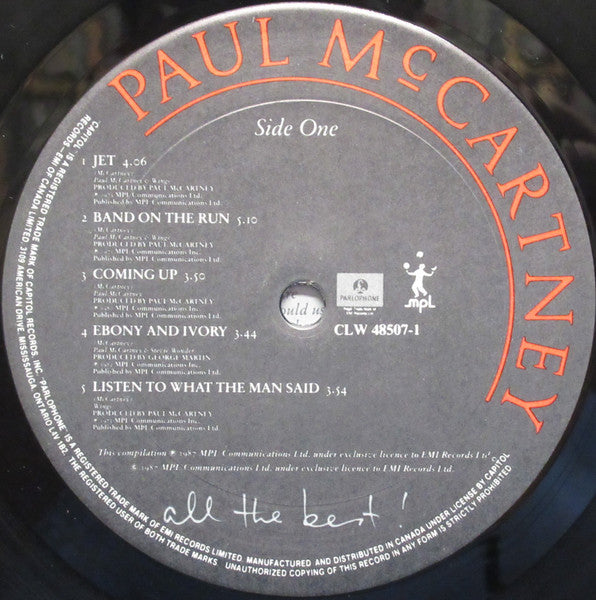 PAUL McCARTNEY
Side One
1 JET 4.06
(McCartney)
Paul McCartney & Wings
PRODUCED BY PAUL McCARTNEY
MPL Communications Inc.
Published by MPL Communications Ltd.
2 BAND ON THE RUN 5.10
(McCartney)
Paul McCartney & Wings
PRODUCED BY PAUL McCARTNEY
MPL Communications Inc.
Published by MPL Communications Ltd.
3 COMING UP 3.50
(McCartney)
PRODUCED BY PAUL McCARTNEY
MPL Communications Inc.
Published by MPL Communications Ltd.
4 EBONY AND IVORY 3.44
(McCartney)
Paul McCartney & Stevie Wonder
PRODUCED BY GEORGE MARTIN
MPL Communications Inc.
Published by MPL Communications Ltd.
5 LISTEN TO WHAT THE MAN SAID 3.54
(McCartney)
Wings
PRODUCED BY PAUL McCARTNEY
MPL Communications Inc.
Published by MPL Communications Ltd.
ould us
PARLOPHONE
mpl
CLW 48507-1
This compilation ℗ 1987 MPL Communications Ltd. under exclusive licence to EMI Records Ltd.
© 1987 MPL Communications Ltd. under exclusive licence to EMI Records Ltd.
all the best!
CAPITOL IS A REGISTERED TRADE MARK OF CAPITOL RECORDS, INC. "PARLOPHONE" IS A REGISTERED TRADE MARK OF EMI RECORDS LIMITED. MANUFACTURED AND DISTRIBUTED IN CANADA UNDER LICENSE BY CAPITOL
RECORDS-EMI OF CANADA LIMITED 3109 AMERICAN DRIVE, MISSISSAUGA, ONTARIO L4V 1B2. THE REGISTERED USER OF BOTH TRADE MARKS. UNAUTHORIZED COPYING OF THIS RECORD IN ANY FORM IS STRICTLY PROHIBITED